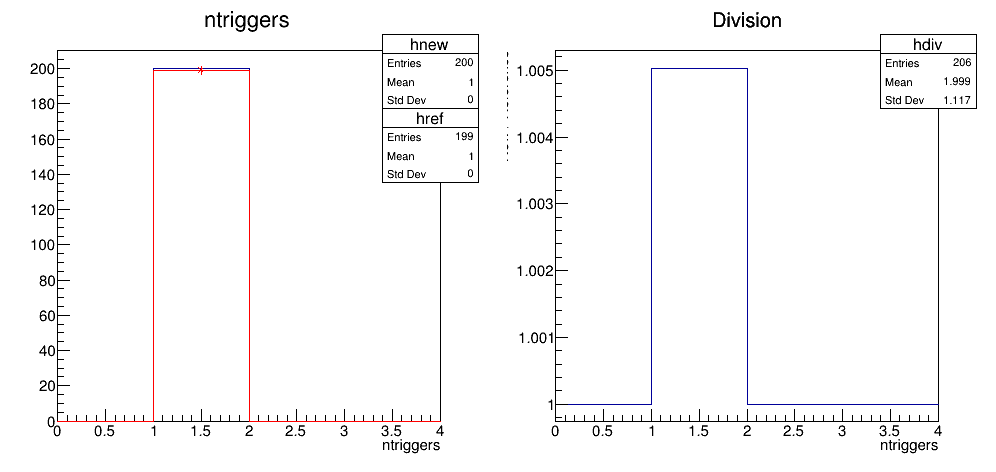 ntriggers
hnew
Entries 200
Mean 1
Std Dev 0
href
Entries 199
Mean 1
Std Dev 0
200
180
160
140
120
100
80
60
40
20
0
0 0.5 1 1.5 2 2.5 3 3.5 4
ntriggers
Division
hdiv
Entries 206
Mean 1.999
Std Dev 1.117
1.005
1.004
1.003
1.002
1.001
1
0 0.5 1 1.5 2 2.5 3 3.5 4
ntriggers